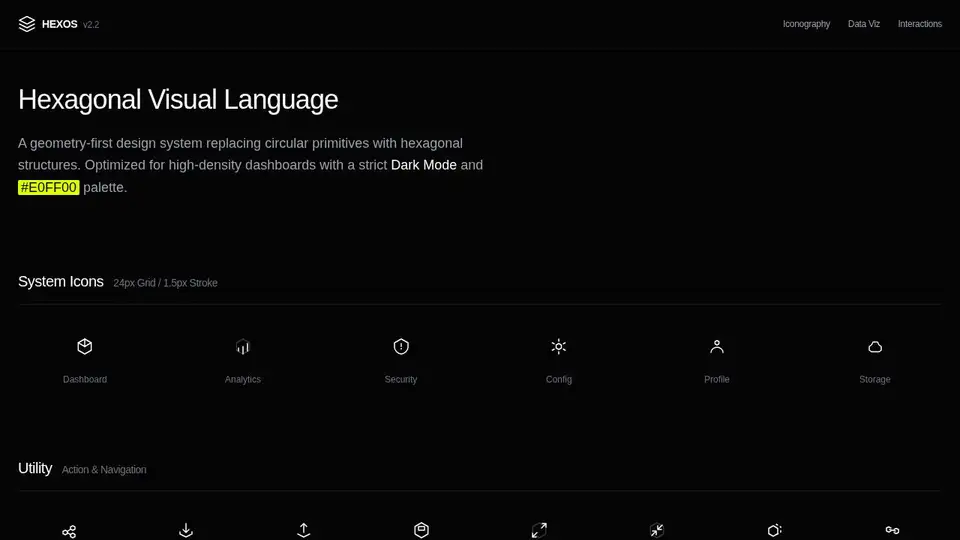 HEXOS v2.2
Iconography Data Viz Interactions
Hexagonal Visual Language
A geometry-first design system replacing circular primitives with hexagonal
structures. Optimized for high-density dashboards with a strict Dark Mode and
#E0FF00 palette.
System Icons 24px Grid / 1.5px Stroke
Dashboard Analytics Security Config Profile Storage
Utility Action & Navigation